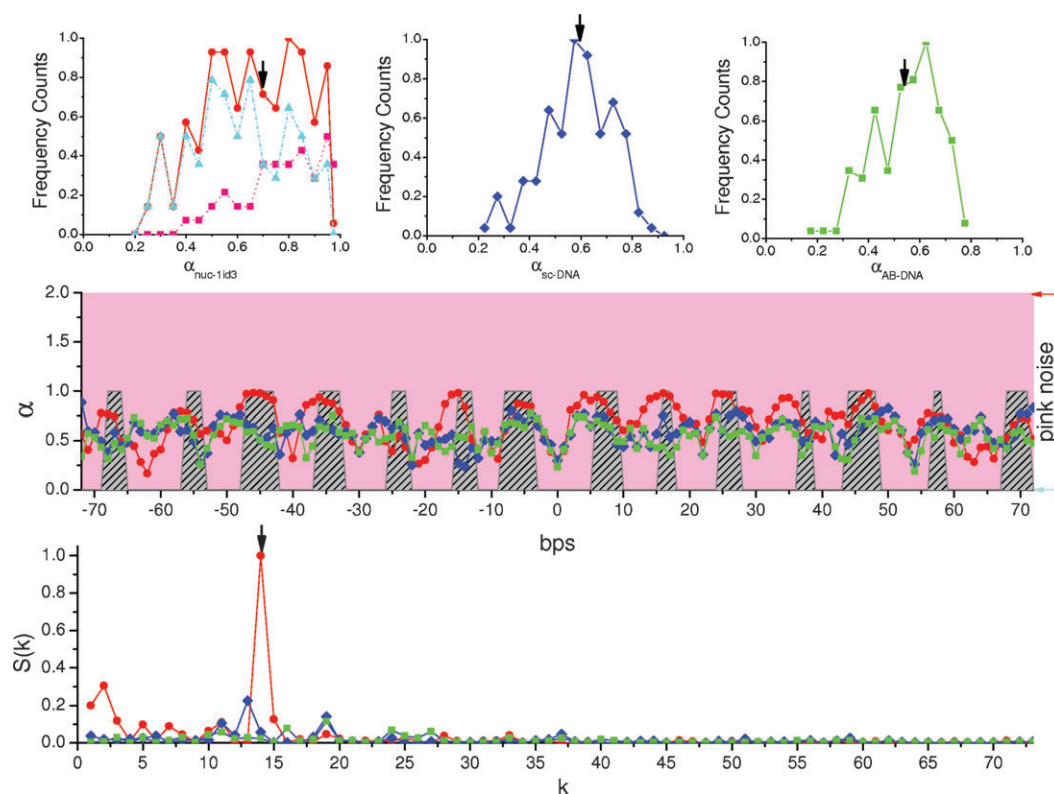 Frequency Counts
1.0
0.8
0.6
0.4
0.2
0.0
0.0 0.2 0.4 0.6 0.8 1.0
α nuc-1id3
Frequency Counts
1.0
0.8
0.6
0.4
0.2
0.0
0.0 0.2 0.4 0.6 0.8 1.0
α sc-DNA
Frequency Counts
1.0
0.8
0.6
0.4
0.2
0.0
0.0 0.2 0.4 0.6 0.8 1.0
α AB-DNA
α
2.0
1.5
1.0
0.5
0.0
-70 -60 -50 -40 -30 -20 -10 0 10 20 30 40 50 60 70
bps
pink noise
S(k)
1.0
0.8
0.6
0.4
0.2
0.0
0 5 10 15 20 25 30 35 40 45 50 55 60 65 70
k